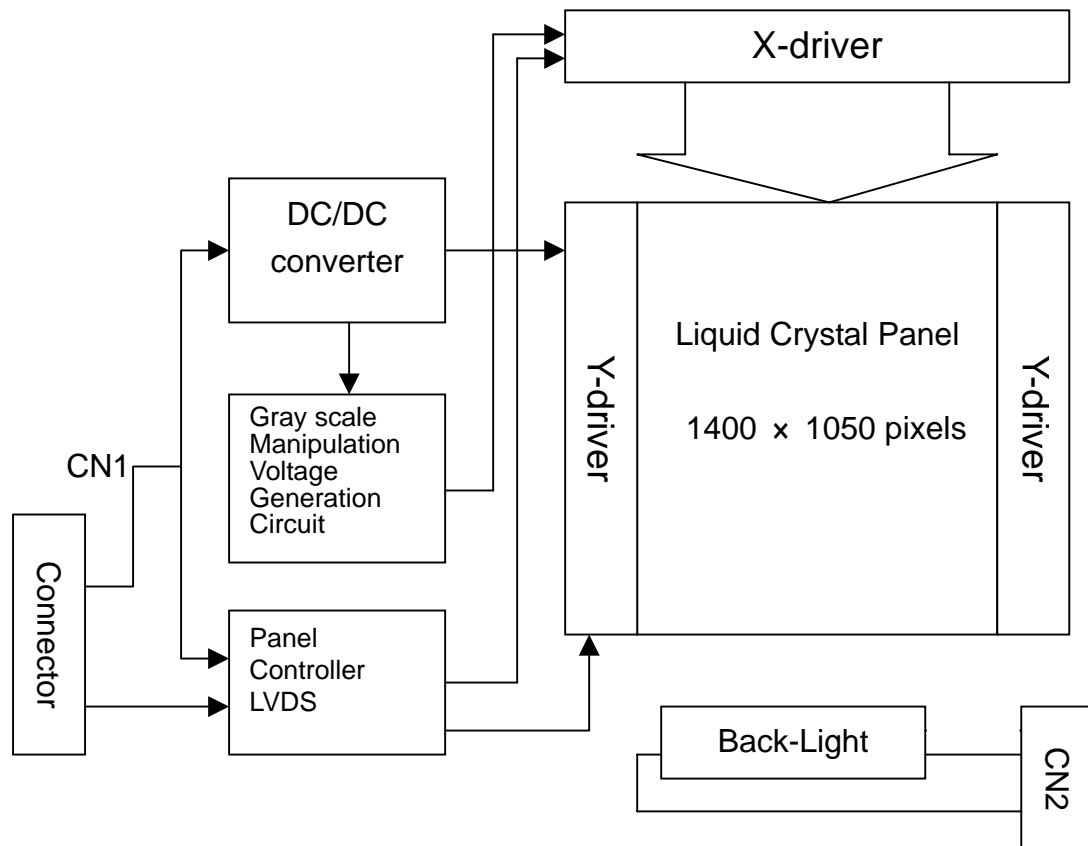 X-driver
DC/DC
converter
Liquid Crystal Panel
1400 × 1050 pixels
Y-driver
Y-driver
Gray scale
Manipulation
Voltage
Generation
Circuit
CN1
Connector
Panel
Controller
LVDS
Back-Light
CN2